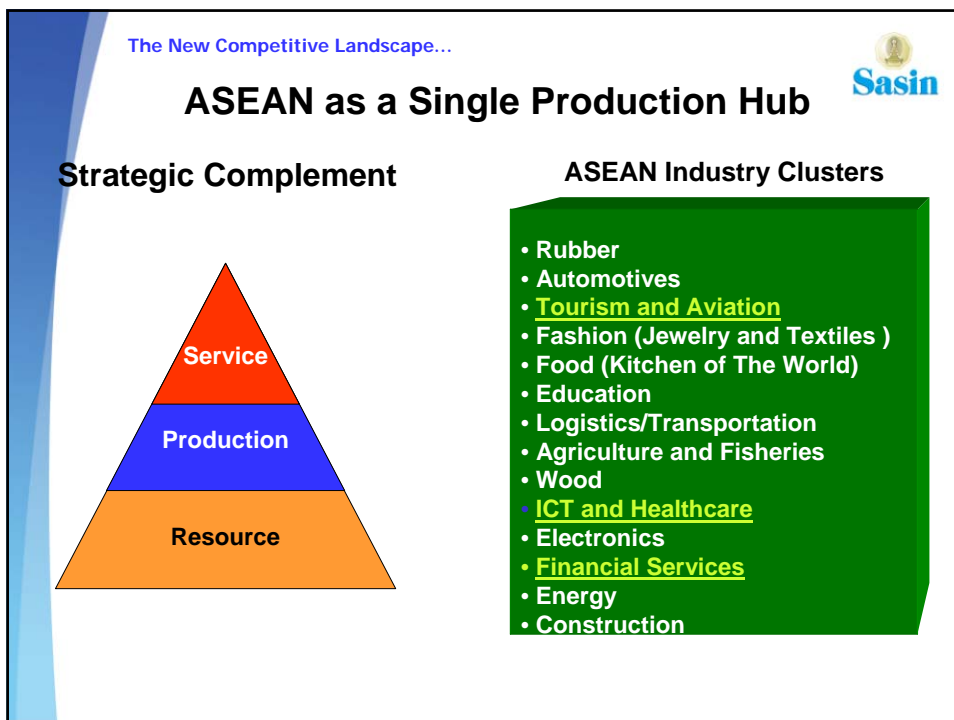 The New Competitive Landscape…
Sasin
ASEAN as a Single Production Hub
Strategic Complement
Service
Production
Resource
ASEAN Industry Clusters
• Rubber
• Automotives
• Tourism and Aviation
• Fashion (Jewelry and Textiles )
• Food (Kitchen of The World)
• Education
• Logistics/Transportation
• Agriculture and Fisheries
• Wood
• ICT and Healthcare
• Electronics
• Financial Services
• Energy
• Construction